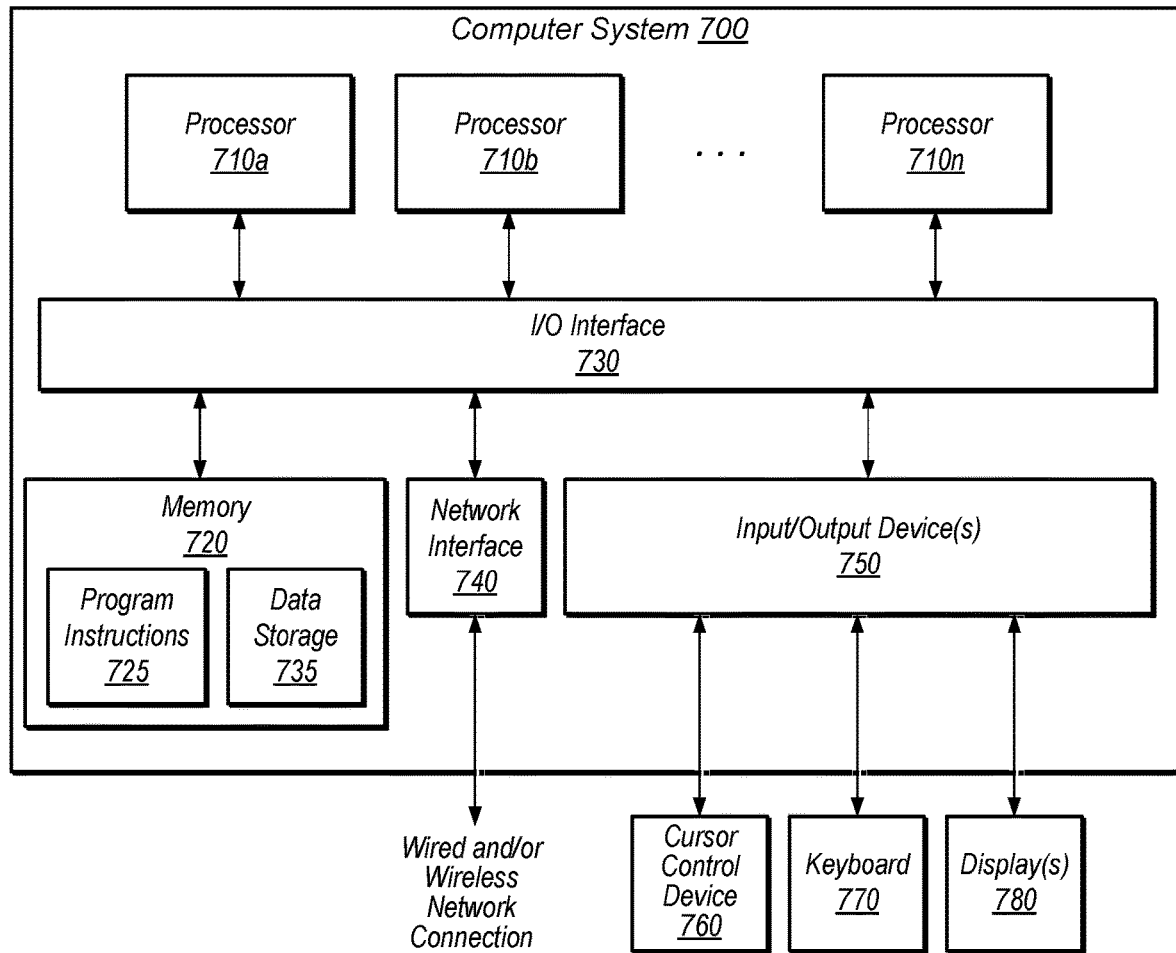 Computer System 700
Processor
710a
Processor
710b
. . .
Processor
710n
I/O Interface
730
Memory
720
Program
Instructions
725
Data
Storage
735
Network
Interface
740
Input/Output Device(s)
750
Wired and/or
Wireless
Network
Connection
Cursor
Control
Device
760
Keyboard
770
Display(s)
780